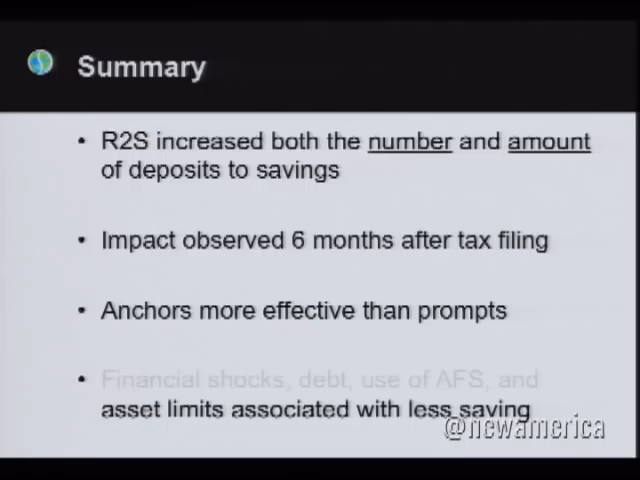 Summary
• R2S increased both the number and amount
of deposits to savings
• Impact observed 6 months after tax filing
• Anchors more effective than prompts
• Financial shocks, debt, use of AFS, and
asset limits associated with less saving
@newamerica